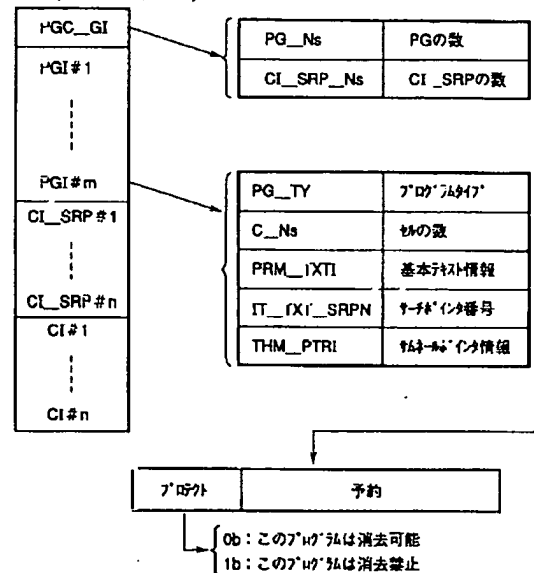 PGC_GI
PGI#1
PGI#m
CI_SRP#1
CI_SRP#n
CI#1
CI#n
PG_Ns PGの数
CI_SRP_Ns CI_SRPの数
PG_TY プログラムタイプ
C_Ns セルの数
PRM_TXTI 基本テキスト情報
IT_TXT_SRPN サーチポインタ番号
THM_PTRI サムネールポインタ情報
プロテクト 予約
0b:このプログラムは消去可能
1b:このプログラムは消去禁止